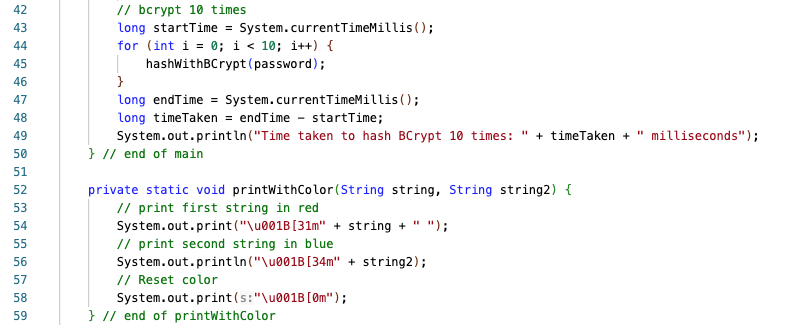 42 // bcrypt 10 times
43 long startTime = System.currentTimeMillis();
44 for (int i = 0; i < 10; i++) {
45 hashWithBCrypt(password);
46 }
47 long endTime = System.currentTimeMillis();
48 long timeTaken = endTime - startTime;
49 System.out.println("Time taken to hash BCrypt 10 times: " + timeTaken + " milliseconds");
50 } // end of main
51
52 private static void printWithColor(String string, String string2) {
53 // print first string in red
54 System.out.print("\u001B[31m" + string + " ");
55 // print second string in blue
56 System.out.println("\u001B[34m" + string2);
57 // Reset color
58 System.out.print(s:"\u001B[0m");
59 } // end of printWithColor